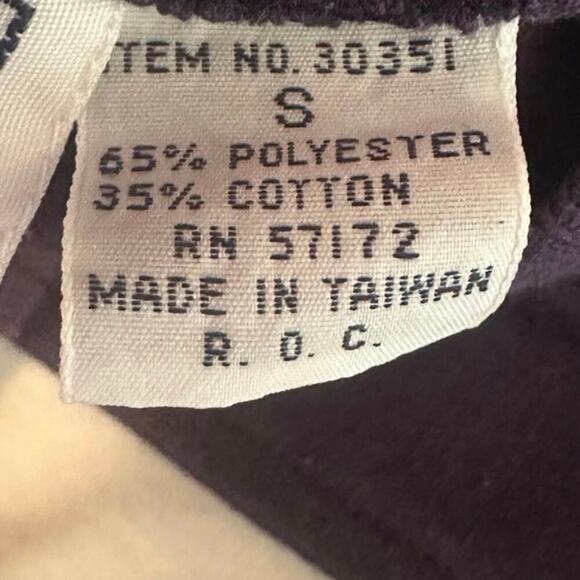 ITEM NO. 30351
S
65% POLYESTER
35% COTTON
RN 57172
MADE IN TAIWAN
R. O. C.